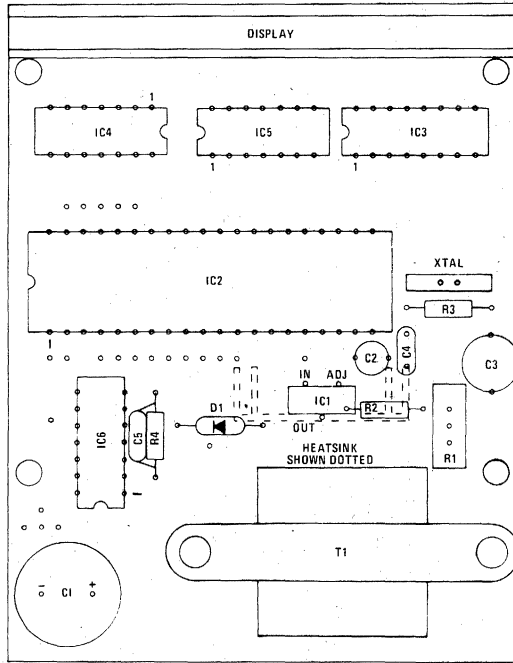 DISPLAY
1
IC4
IC5
IC3
1
1
IC2
XTAL
R3
1
C2
C4
C3
IN ADJ
IC1
D1
R2
OUT
IC6
C5
R4
R1
HEATSINK
SHOWN DOTTED
1
T1
- C1 +